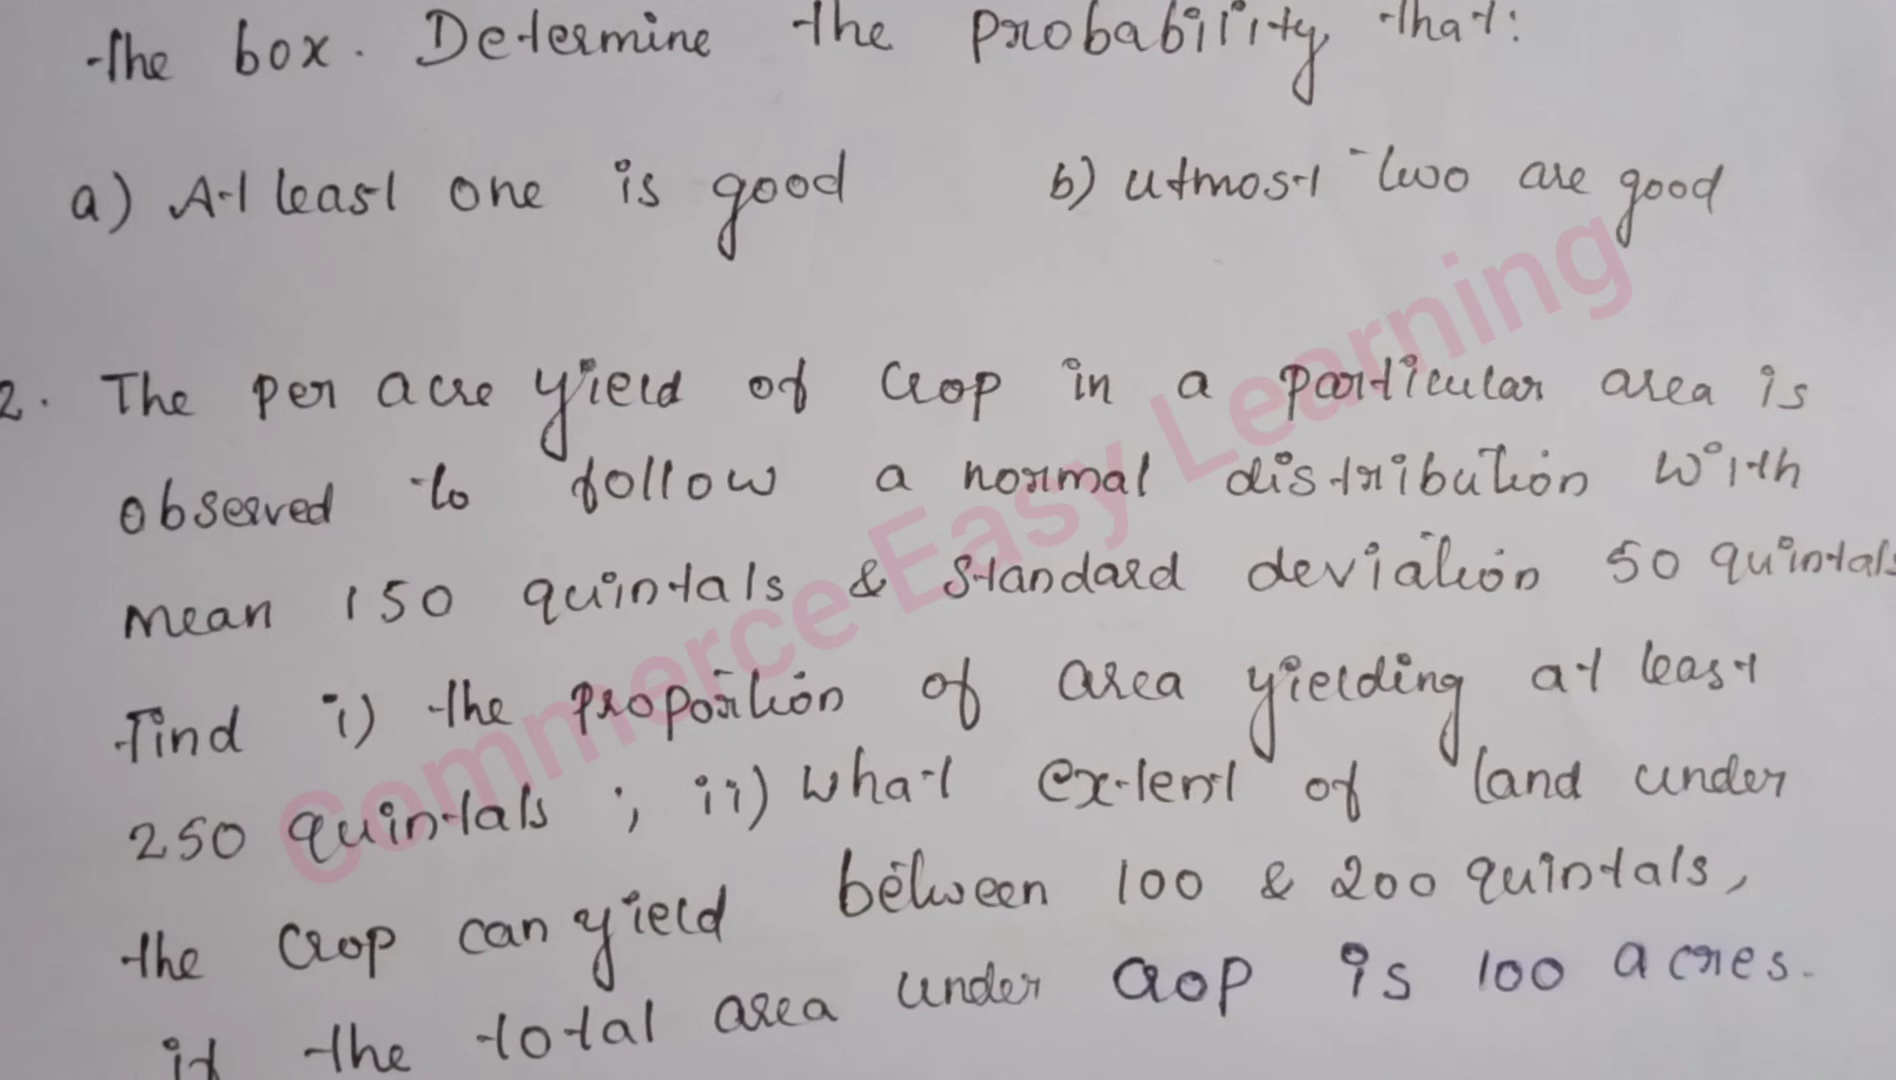 the box. Determine the probability that:
a) At least one is good b) utmost two are good
2. The per acre yield of crop in a particular area is
observed to follow a normal distribution with
mean 150 quintals & standard deviation 50 quintals
Find i) the proportion of area yielding at least
250 quintals ; ii) what extent of land under
the crop can yield between 100 & 200 quintals,
if the total area under crop is 100 acres.
Commerce Easy Learning